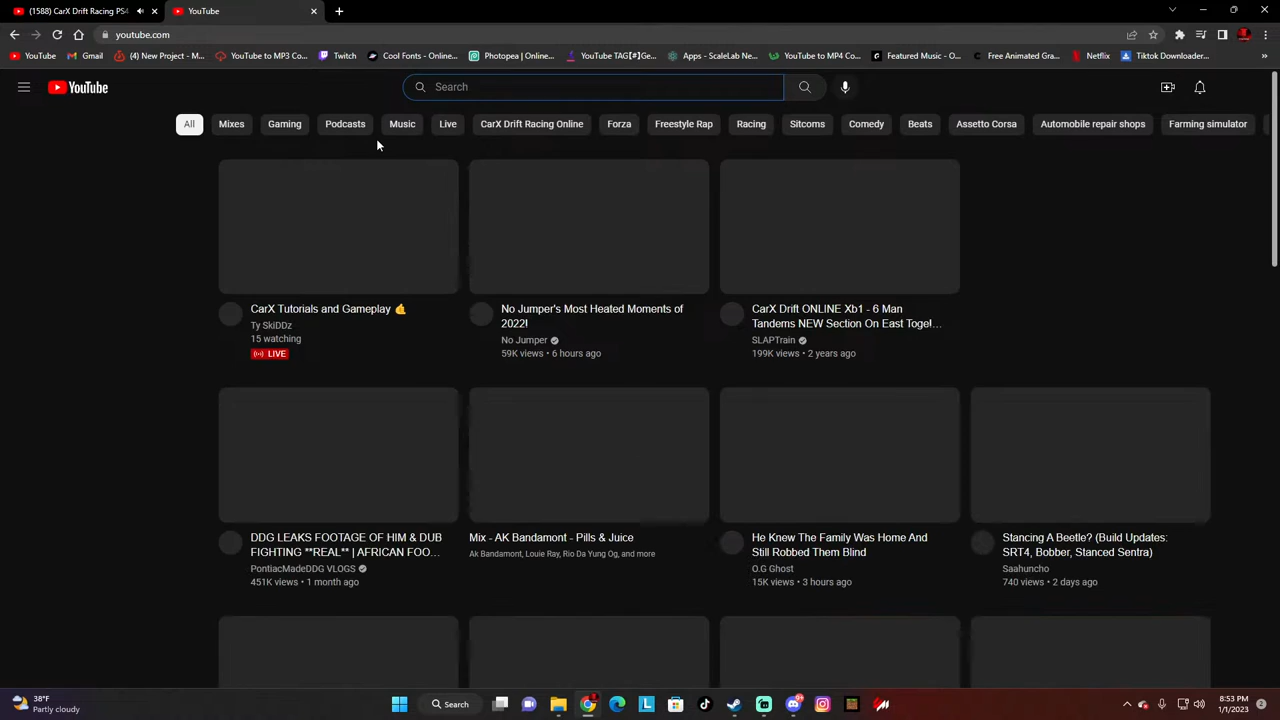 (1588) CarX Drift Racing PS4
YouTube
youtube.com
YouTube
Gmail
(4) New Project - M...
YouTube to MP3 Co...
Twitch
Cool Fonts - Online...
Photopea | Online...
YouTube TAG[⚡]Ge...
Apps - ScaleLab Ne...
YouTube to MP4 Co...
Featured Music - O...
Free Animated Gra...
Netflix
Tiktok Downloader...
YouTube
Search
All
Mixes
Gaming
Podcasts
Music
Live
CarX Drift Racing Online
Forza
Freestyle Rap
Racing
Sitcoms
Comedy
Beats
Assetto Corsa
Automobile repair shops
Farming simulator
CarX Tutorials and Gameplay 🤙
Ty SkiDDz
15 watching
LIVE
No Jumper's Most Heated Moments of
2022!
No Jumper
59K views • 6 hours ago
CarX Drift ONLINE Xb1 - 6 Man
Tandems NEW Section On East Toge!...
SLAPTrain
199K views • 2 years ago
DDG LEAKS FOOTAGE OF HIM & DUB
FIGHTING **REAL** | AFRICAN FOO...
PontiacMadeDDG VLOGS
451K views • 1 month ago
Mix - AK Bandamont - Pills & Juice
Ak Bandamont, Louie Ray, Rio Da Yung Og, and more
He Knew The Family Was Home And
Still Robbed Them Blind
O.G Ghost
15K views • 3 hours ago
Stancing A Beetle? (Build Updates:
SRT4, Bobber, Stanced Sentra)
Saahuncho
740 views • 2 days ago
38°F
Partly cloudy
Search
8:53 PM
1/1/2023